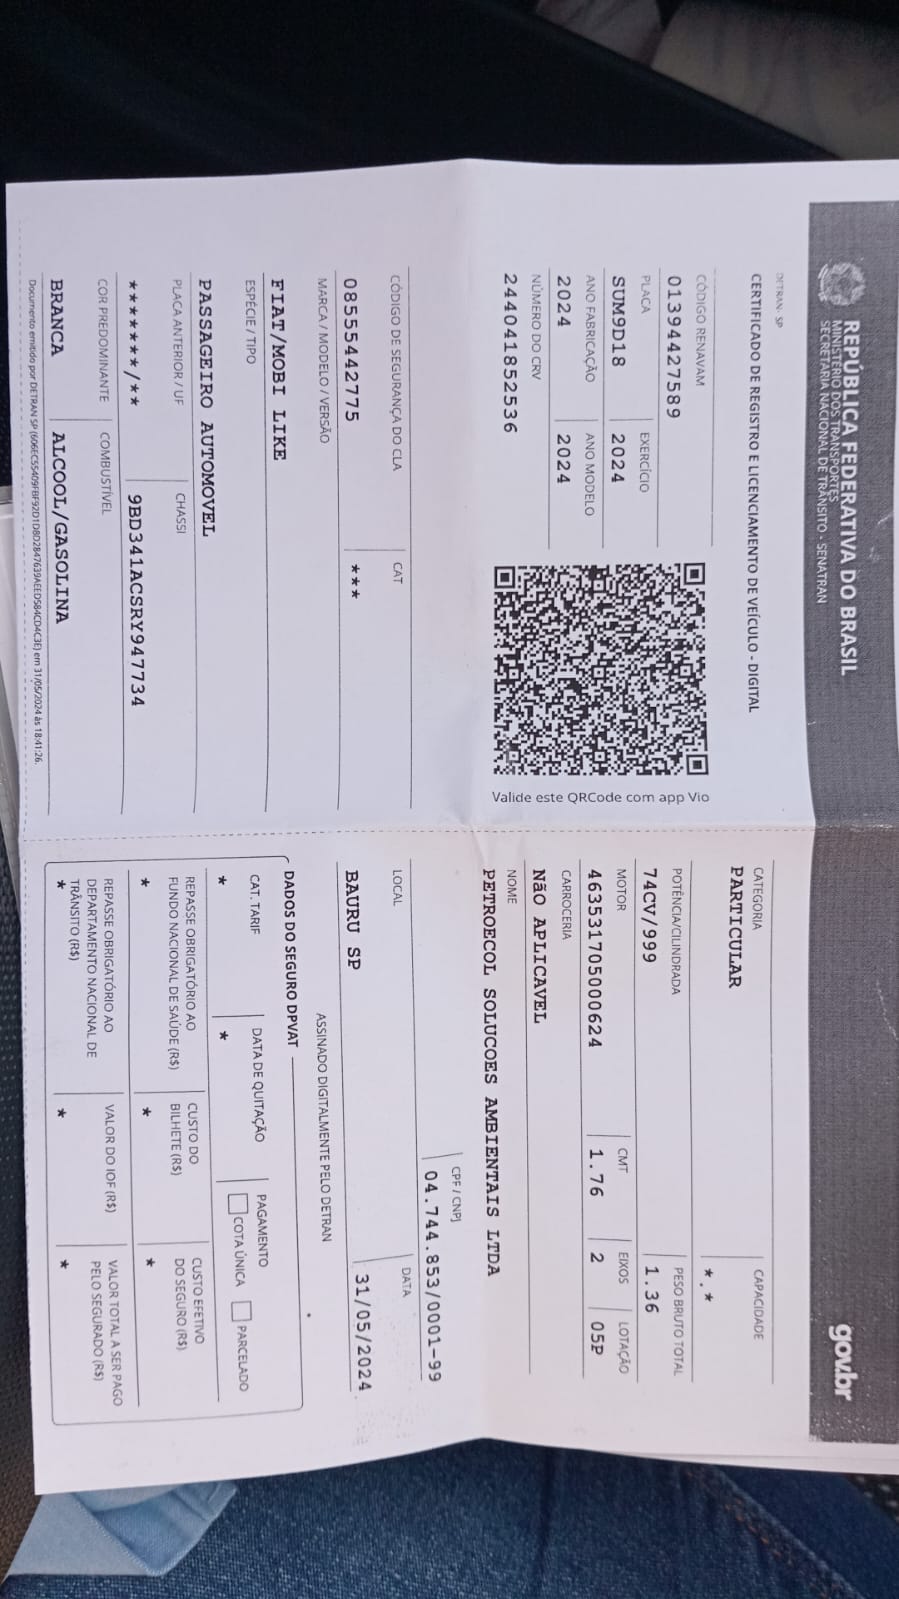 REPÚBLICA FEDERATIVA DO BRASIL
MINISTÉRIO DOS TRANSPORTES
SECRETARIA NACIONAL DE TRÂNSITO - SENATRAN
gov.br
DETRAN- SP
CERTIFICADO DE REGISTRO E LICENCIAMENTO DE VEÍCULO - DIGITAL
CÓDIGO RENAVAM
01394427589
PLACA EXERCÍCIO
SUM9D18 2024
ANO FABRICAÇÃO ANO MODELO
2024 2024
NÚMERO DO CRV
244041852536
Valide este QRCode com app Vio
CÓDIGO DE SEGURANÇA DO CLA CAT
08555442775 ***
MARCA / MODELO / VERSÃO
FIAT/MOBI LIKE
ESPÉCIE / TIPO
PASSAGEIRO AUTOMOVEL
PLACA ANTERIOR / UF CHASSI
*******/** 9BD341ACSRY947734
COR PREDOMINANTE COMBUSTÍVEL
BRANCA ALCOOL/GASOLINA
CATEGORIA CAPACIDADE
PARTICULAR *.*
POTÊNCIA/CILINDRADA PESO BRUTO TOTAL
74CV/999 1.36
MOTOR CMT EIXOS LOTAÇÃO
463531705000624 1.76 2 05P
CARROCERIA
NãO APLICAVEL
NOME
PETROECOL SOLUCOES AMBIENTAIS LTDA
CPF / CNPJ
04.744.853/0001-99
LOCAL DATA
BAURU SP 31/05/2024
ASSINADO DIGITALMENTE PELO DETRAN
DADOS DO SEGURO DPVAT
CAT. TARIF DATA DE QUITAÇÃO PAGAMENTO
* * COTA ÚNICA PARCELADO
REPASSE OBRIGATÓRIO AO FUNDO NACIONAL DE SAÚDE (R$) CUSTO DO BILHETE (R$) CUSTO EFETIVO DO SEGURO (R$)
* * *
REPASSE OBRIGATÓRIO AO DEPARTAMENTO NACIONAL DE TRÂNSITO (R$) VALOR DO IOF (R$) VALOR TOTAL A SER PAGO PELO SEGURADO (R$)
* * *
Documento emitido por DETRAN SP em 31/05/2024 às 18:41:26.